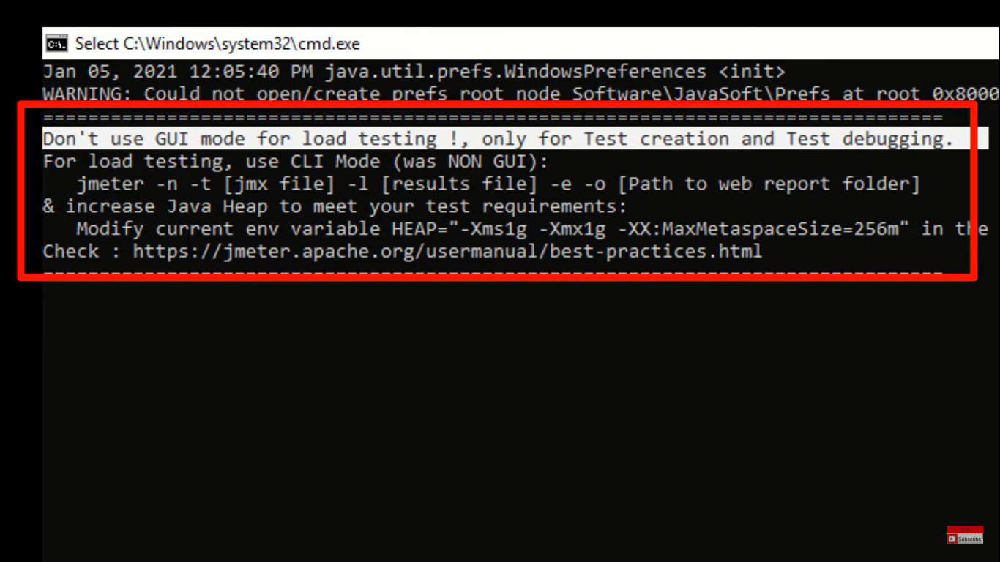 Select C:\Windows\system32\cmd.exe
Jan 05, 2021 12:05:40 PM java.util.prefs.WindowsPreferences <init>
WARNING: Could not open/create prefs root node Software\JavaSoft\Prefs at root 0x8000
================================================================================
Don't use GUI mode for load testing !, only for Test creation and Test debugging.
For load testing, use CLI Mode (was NON GUI):
   jmeter -n -t [jmx file] -l [results file] -e -o [Path to web report folder]
& increase Java Heap to meet your test requirements:
   Modify current env variable HEAP="-Xms1g -Xmx1g -XX:MaxMetaspaceSize=256m" in the
Check : https://jmeter.apache.org/usermanual/best-practices.html
================================================================================
Subscribe